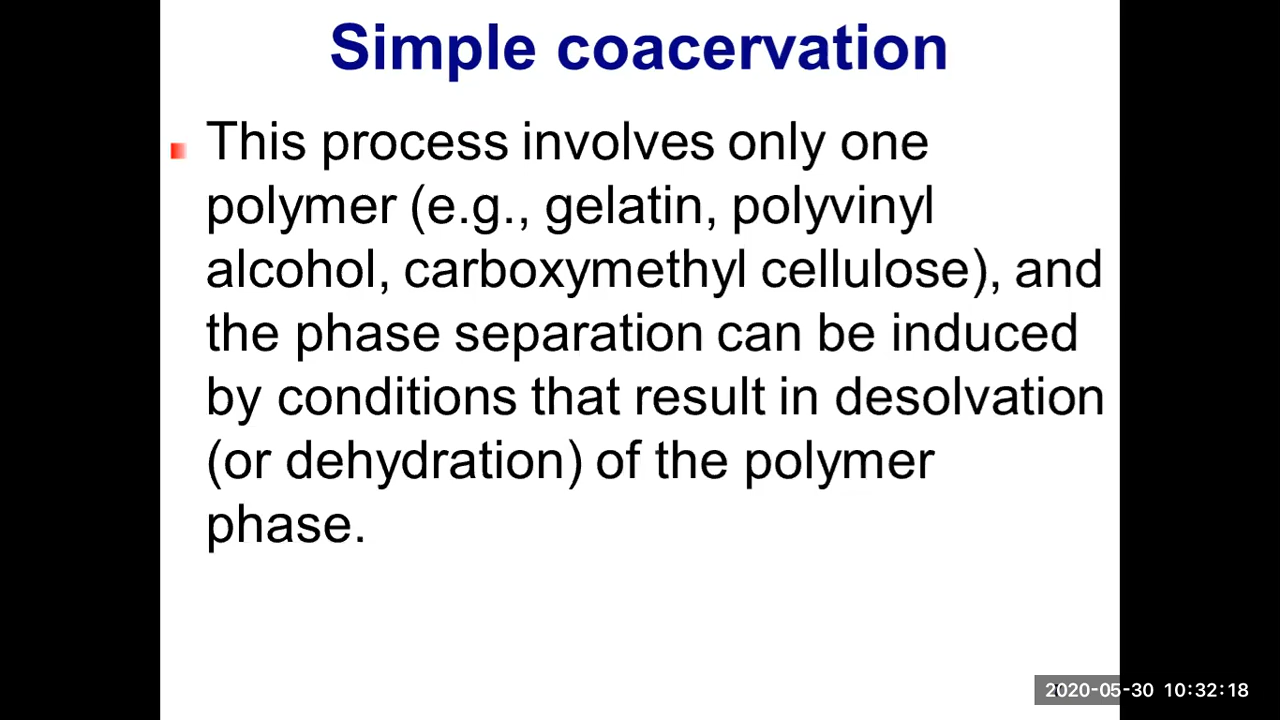 Simple coacervation
This process involves only one
polymer (e.g., gelatin, polyvinyl
alcohol, carboxymethyl cellulose), and
the phase separation can be induced
by conditions that result in desolvation
(or dehydration) of the polymer
phase.
2020-05-30 10:32:18